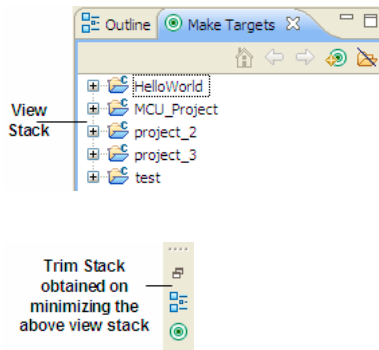 Outline Make Targets
HelloWorld
MCU_Project
project_2
project_3
test
View
Stack
Trim Stack
obtained on
minimizing the
above view stack